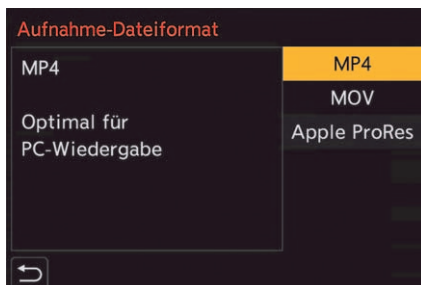 Aufnahme-Dateiformat
MP4
Optimal für
PC-Wiedergabe
MP4
MOV
Apple ProRes